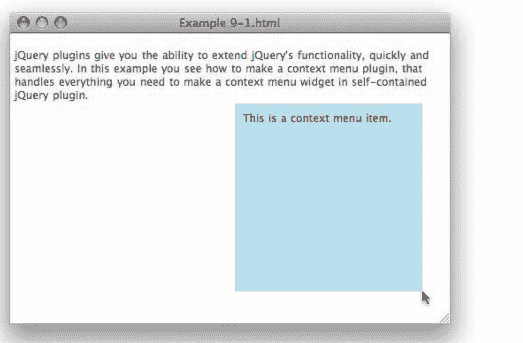 Example 9-1.html
jQuery plugins give you the ability to extend jQuery's functionality, quickly and
seamlessly. In this example you see how to make a context menu plugin, that
handles everything you need to make a context menu widget in self-contained
jQuery plugin.
This is a context menu item.